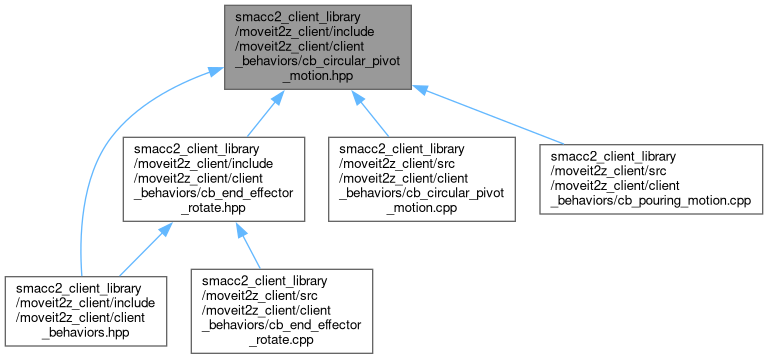 smacc2_client_library
/moveit2z_client/include
/moveit2z_client/client
_behaviors/cb_circular_pivot
_motion.hpp
smacc2_client_library
/moveit2z_client/include
/moveit2z_client/client
_behaviors/cb_end_effector
_rotate.hpp
smacc2_client_library
/moveit2z_client/src
/moveit2z_client/client
_behaviors/cb_circular_pivot
_motion.cpp
smacc2_client_library
/moveit2z_client/src
/moveit2z_client/client
_behaviors/cb_pouring_motion.cpp
smacc2_client_library
/moveit2z_client/include
/moveit2z_client/client
_behaviors.hpp
smacc2_client_library
/moveit2z_client/src
/moveit2z_client/client
_behaviors/cb_end_effector
_rotate.cpp